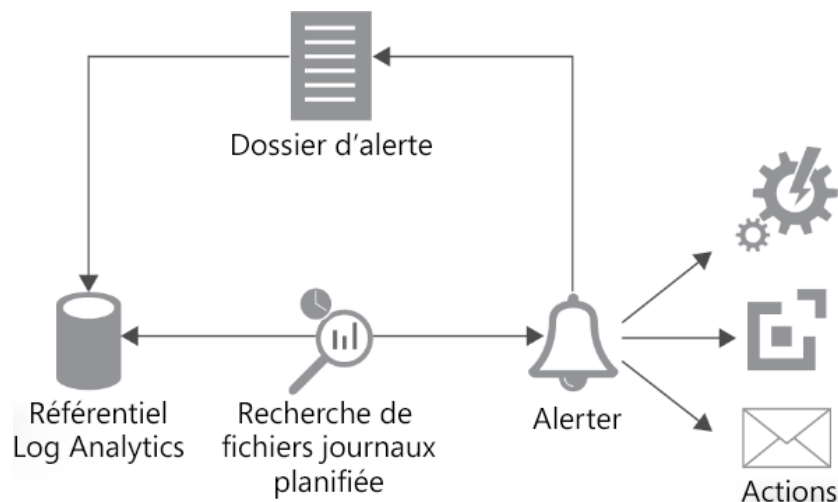 Dossier d'alerte
Référentiel
Log Analytics
Recherche de
fichiers journaux
planifiée
Alerter
Actions